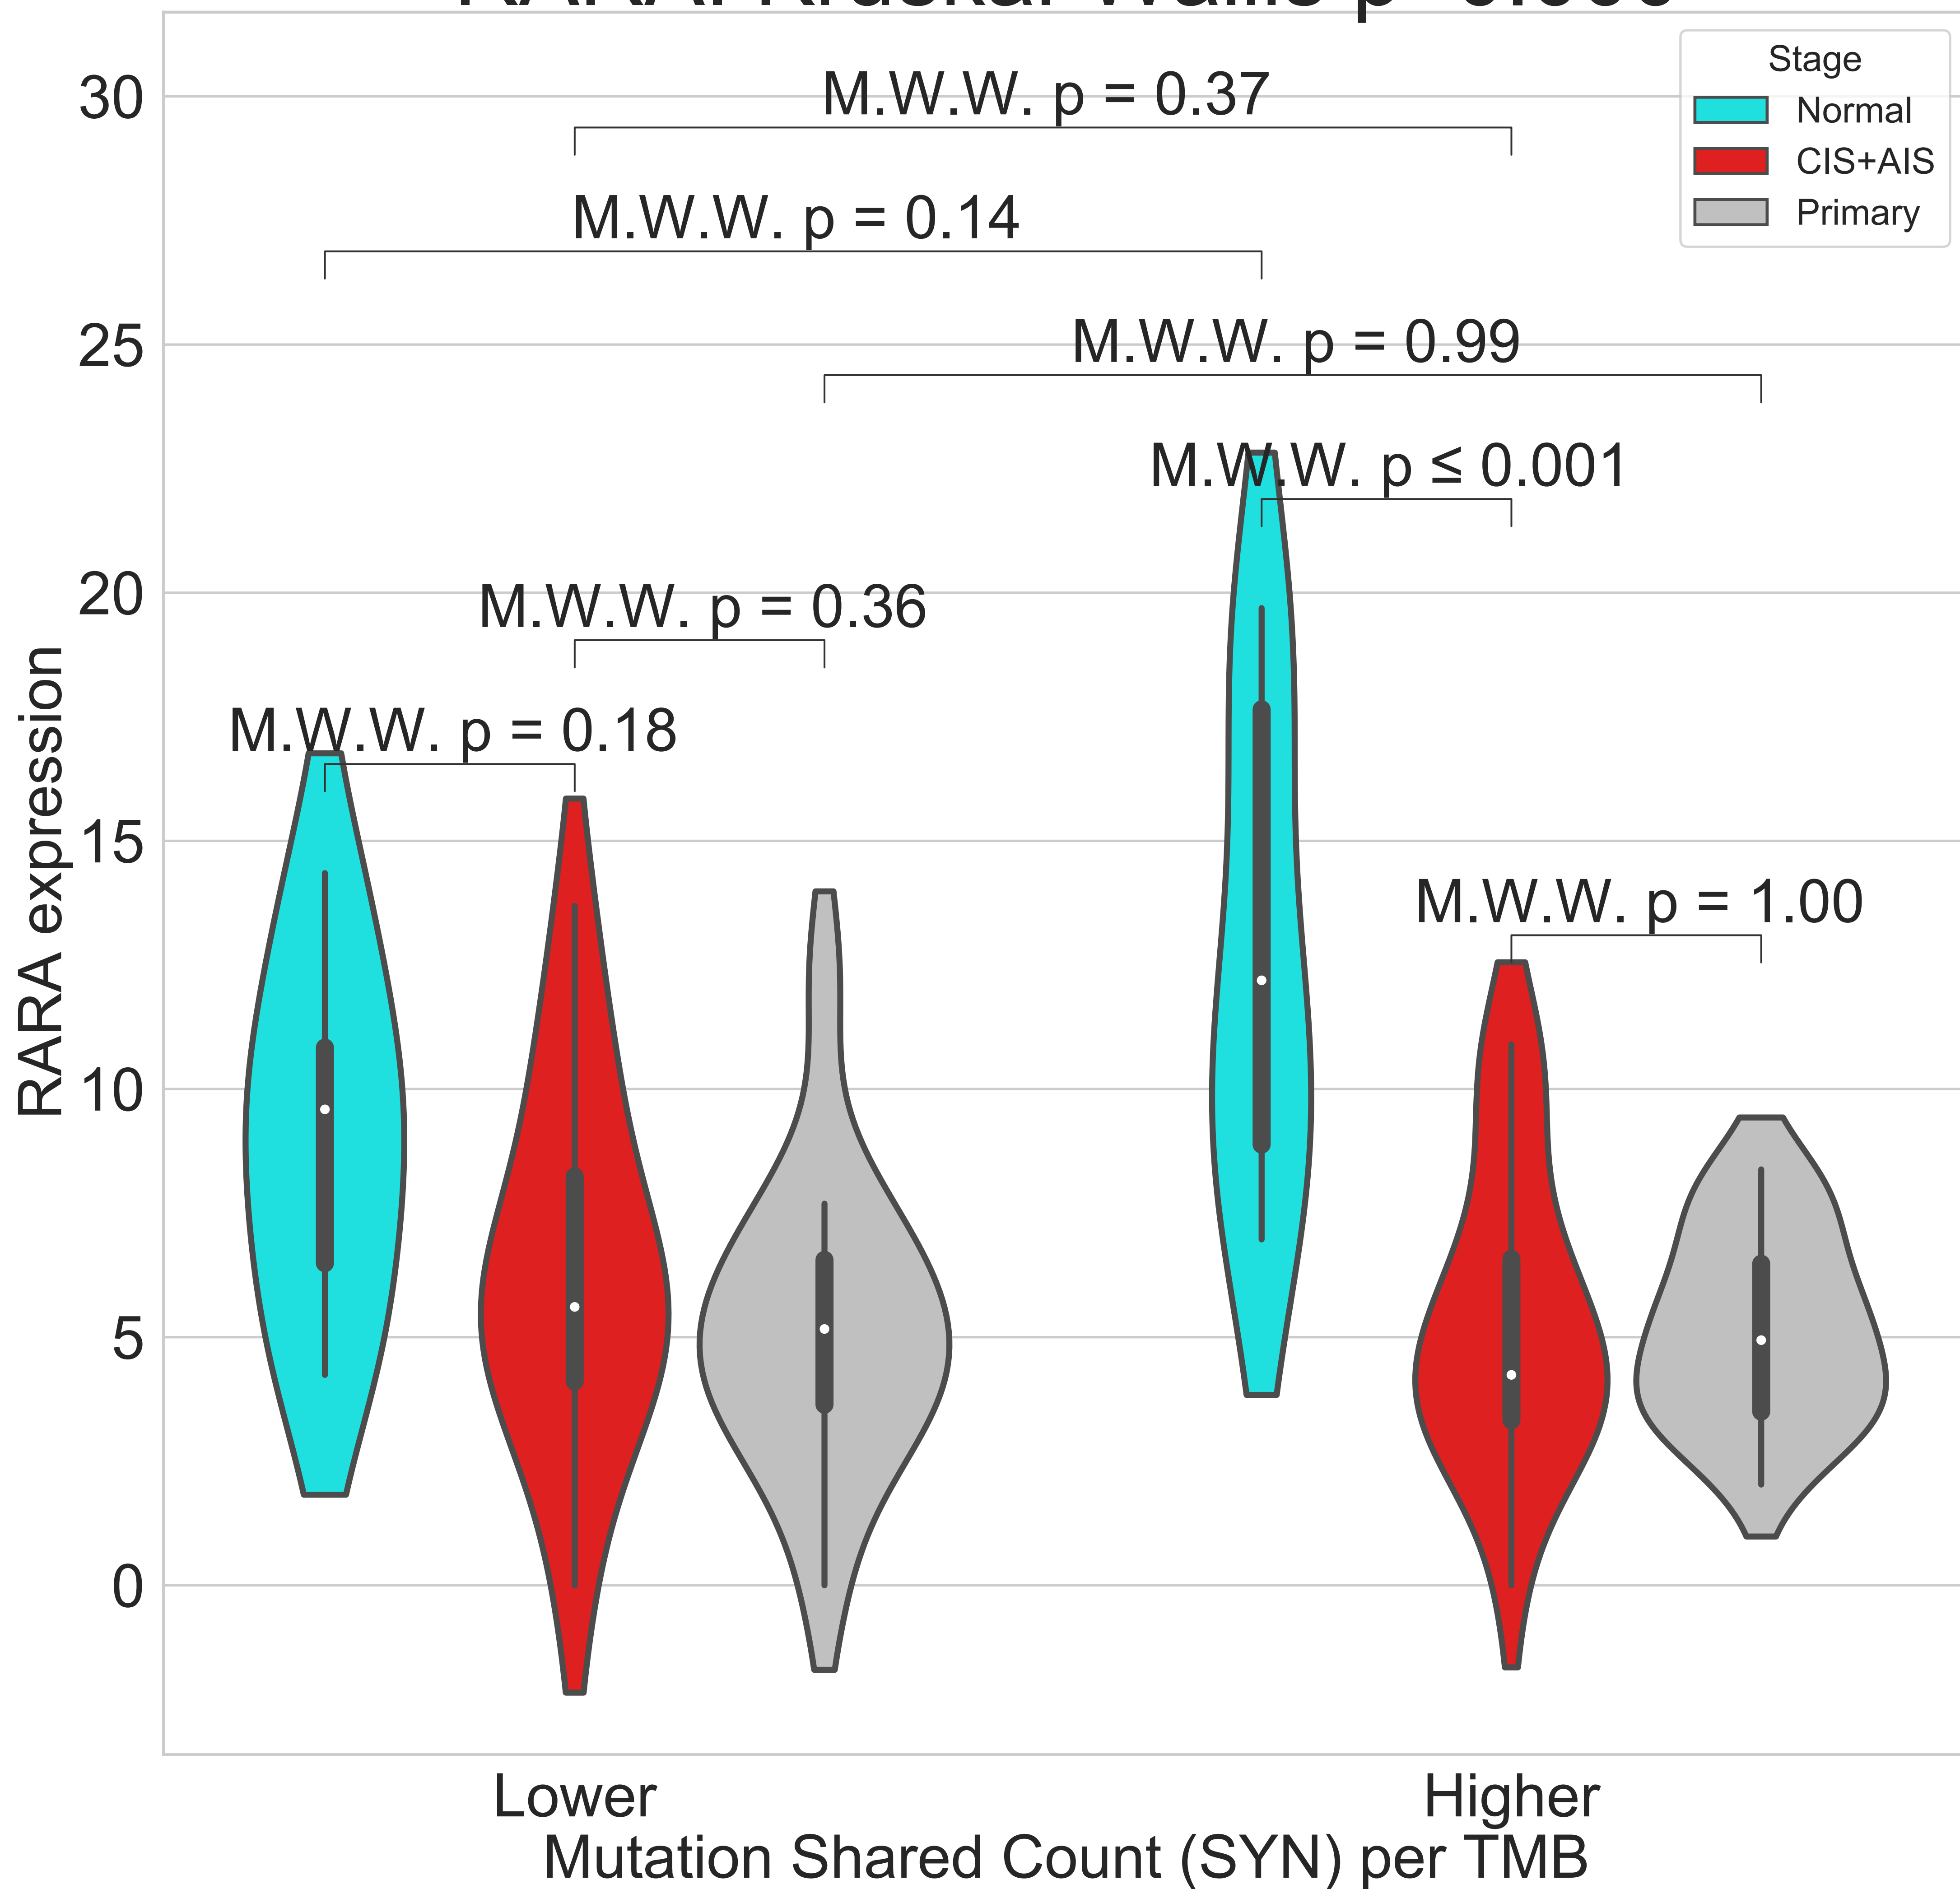 Stage
Normal
CIS+AIS
Primary
M.W.W. p = 0.37
M.W.W. p = 0.14
M.W.W. p = 0.99
M.W.W. p ≤ 0.001
M.W.W. p = 0.36
M.W.W. p = 0.18
M.W.W. p = 1.00
30
25
20
15
10
5
0
RARA expression
Lower
Higher
Mutation Shared Count (SYN) per TMB